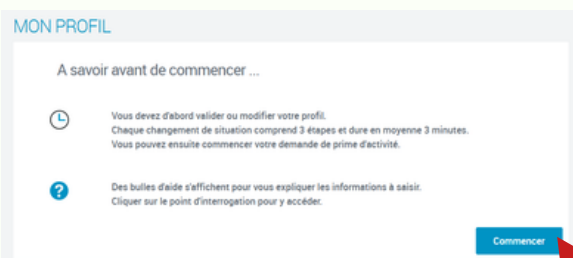 MON PROFIL
A savoir avant de commencer ...
Vous devez d'abord valider ou modifier votre profil.
Chaque changement de situation comprend 3 étapes et dure en moyenne 3 minutes.
Vous pouvez ensuite commencer votre demande de prime d'activité.
Des bulles d'aide s'affichent pour vous expliquer les informations à saisir.
Cliquer sur le point d'interrogation pour y accéder.
Commencer